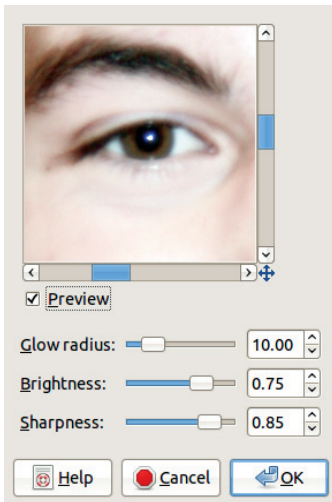 Preview
Glow radius: 10.00
Brightness: 0.75
Sharpness: 0.85
Help Cancel OK